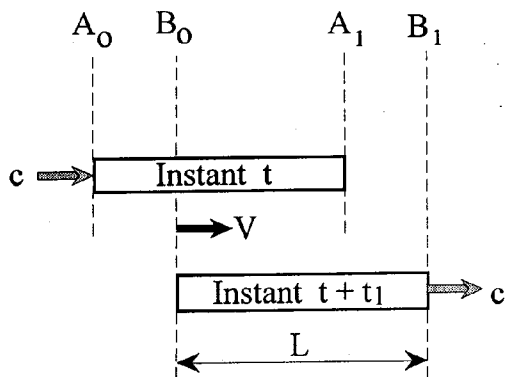 A₀ B₀ A₁ B₁
c Instant t
V
Instant t + t₁ c
L